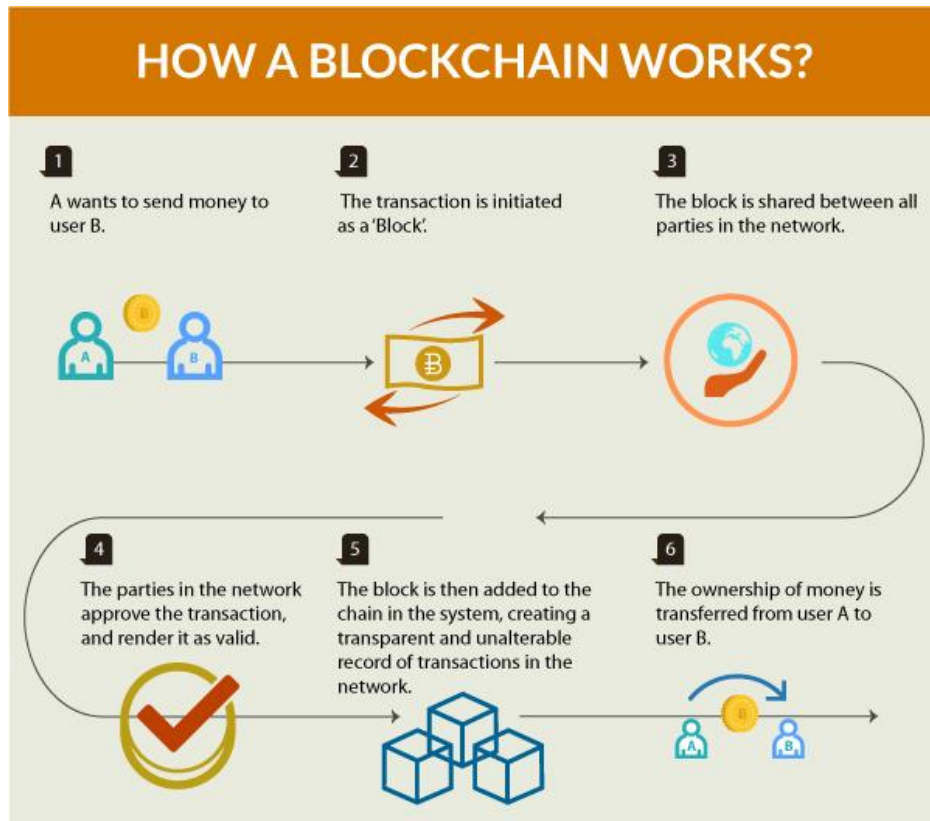 HOW A BLOCKCHAIN WORKS?
1
A wants to send money to
user B.
2
The transaction is initiated
as a 'Block'.
3
The block is shared between all
parties in the network.
B
A
B
B
4
The parties in the network
approve the transaction,
and render it as valid.
5
The block is then added to the
chain in the system, creating a
transparent and unalterable
record of transactions in the
network.
6
The ownership of money is
transferred from user A to
user B.
B
A
B